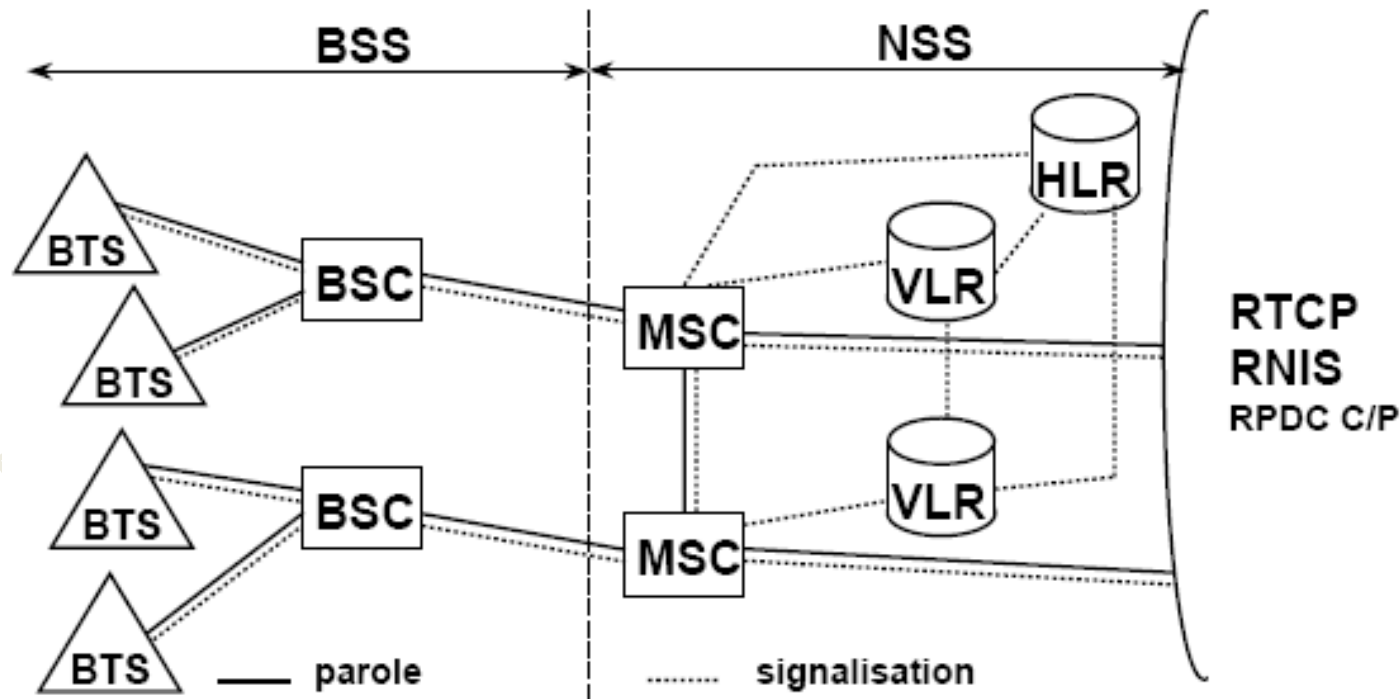 BSS
NSS
HLR
BTS
BSC
VLR
MSC
BTS
RTCP
RNIS
RPDC C/P
BTS
BSC
VLR
MSC
BTS
parole
signalisation